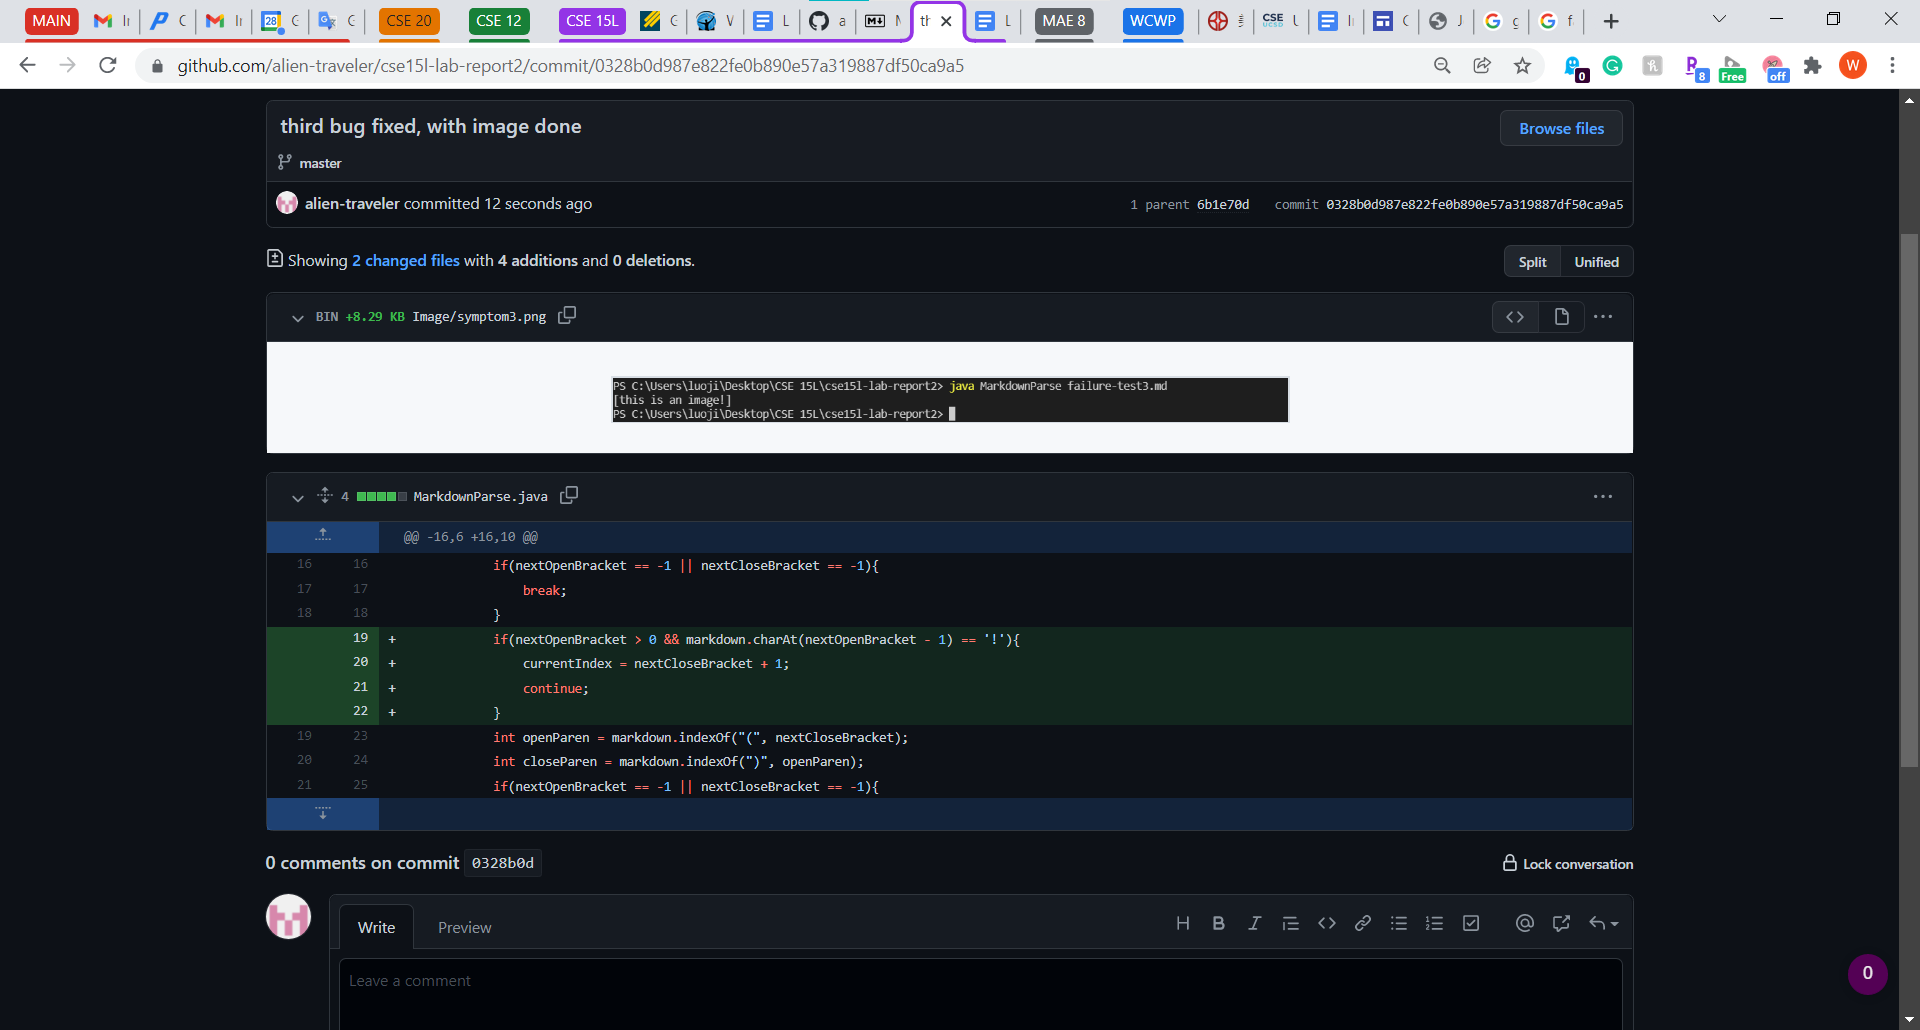 MAIN
CSE 20
CSE 12
CSE 15L
MAE 8
WCWP
github.com/alien-traveler/cse15l-lab-report2/commit/0328b0d987e822fe0b890e57a319887df50ca9a5
0
8
Free
off
W
third bug fixed, with image done
Browse files
master
alien-traveler committed 12 seconds ago
1 parent 6b1e70d commit 0328b0d987e822fe0b890e57a319887df50ca9a5
Showing 2 changed files with 4 additions and 0 deletions.
Split Unified
BIN +8.29 KB Image/symptom3.png
PS C:\Users\luoji\Desktop\CSE 15L\cse15l-lab-report2> java MarkdownParse failure-test3.md
[this is an image!]
PS C:\Users\luoji\Desktop\CSE 15L\cse15l-lab-report2>
4 MarkdownParse.java
@@ -16,6 +16,10 @@
16 16 if(nextOpenBracket == -1 || nextCloseBracket == -1){
17 17 break;
18 18 }
19 + if(nextOpenBracket > 0 && markdown.charAt(nextOpenBracket - 1) == '!'){
20 + currentIndex = nextCloseBracket + 1;
21 + continue;
22 + }
19 23 int openParen = markdown.indexOf("(", nextCloseBracket);
20 24 int closeParen = markdown.indexOf(")", openParen);
21 25 if(nextOpenBracket == -1 || nextCloseBracket == -1){
0 comments on commit 0328b0d
Lock conversation
Write Preview
Leave a comment
0